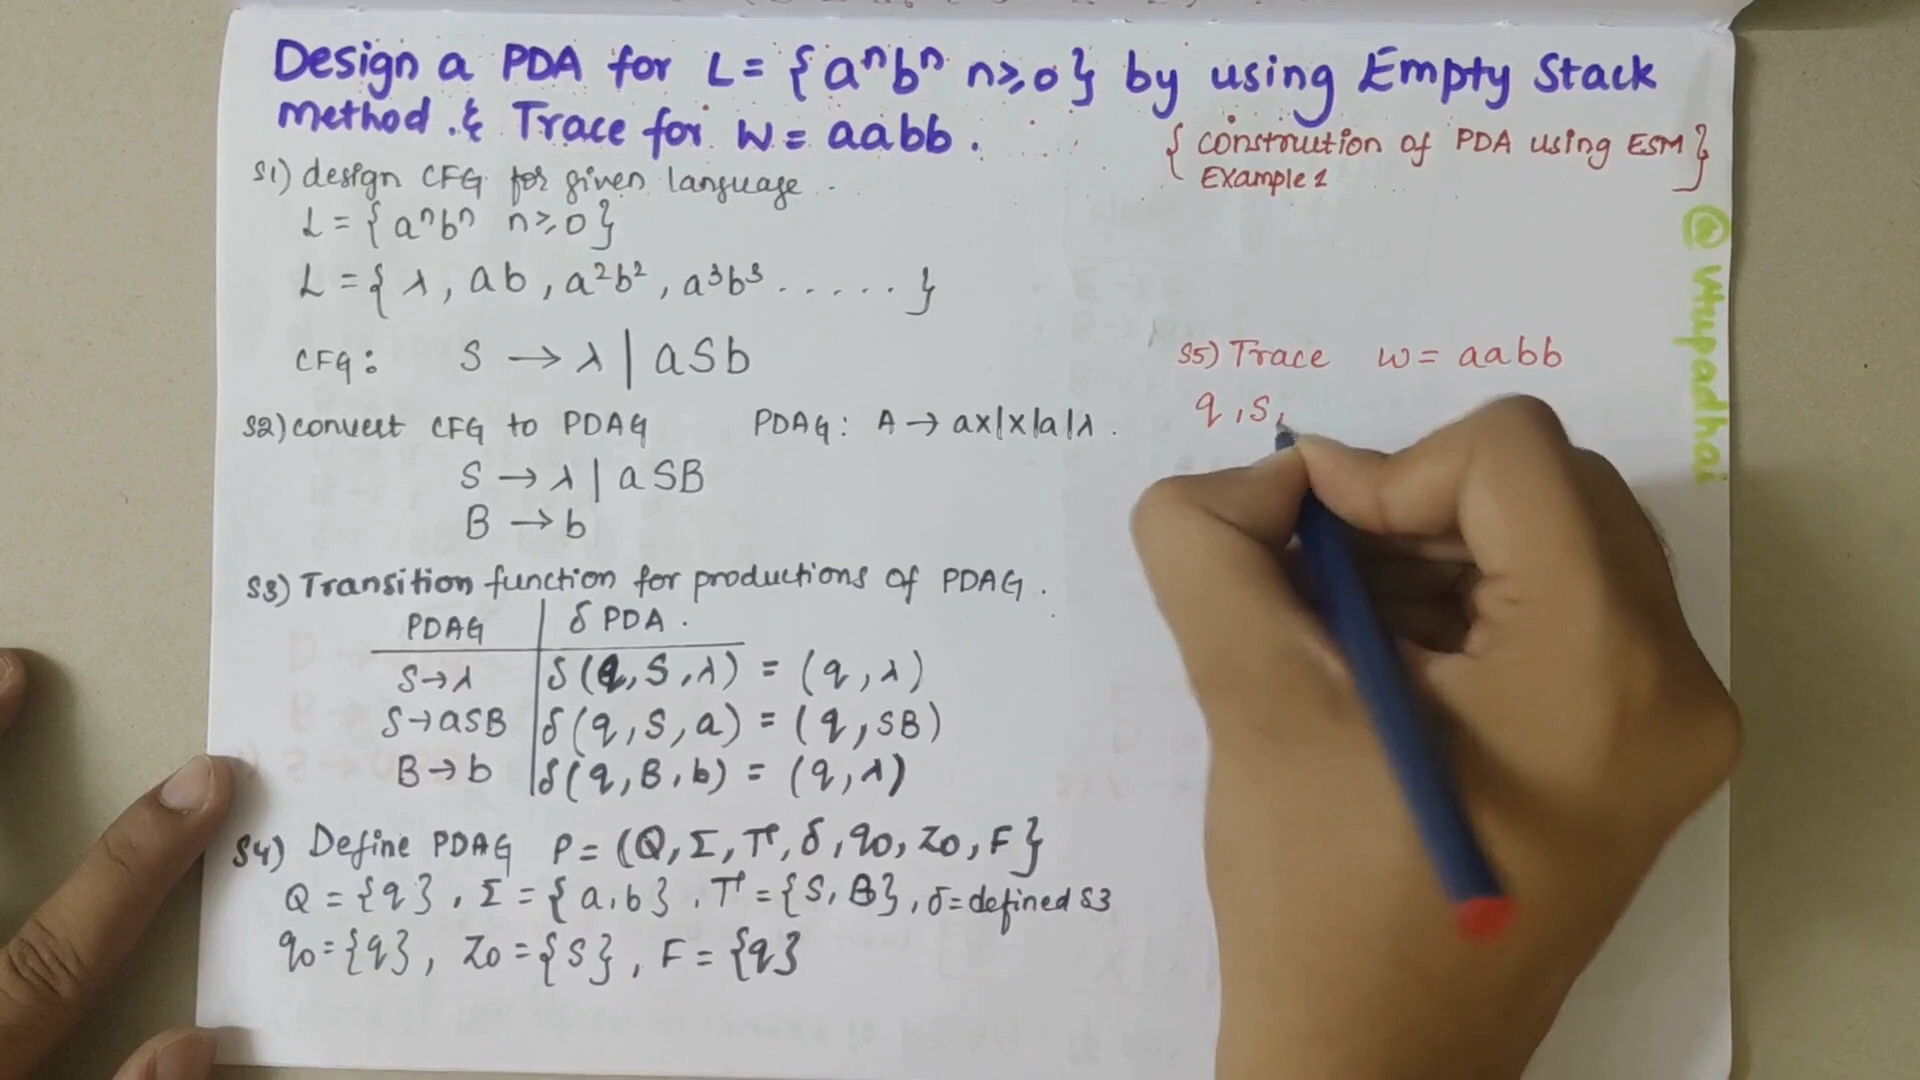 Design a PDA for L = {aⁿbⁿ n≥0} by using Empty Stack
Method. & Trace for W = aabb.
{construction of PDA using ESM}
Example 1
S1) design CFG for given language.
L = {aⁿbⁿ n≥0}
L = {λ, ab, a²b², a³b³ . . . . . }
CFG: S → λ | aSb
S2) convert CFG to PDAG PDAG: A → ax|x|a|λ.
S → λ | aSB
B → b
S3) Transition function for productions of PDAG.
PDAG | δ PDA.
S→λ | δ(q, S, λ) = (q, λ)
S→aSB | δ(q, S, a) = (q, SB)
B→b | δ(q, B, b) = (q, λ)
S4) Define PDAG P = (Q, Σ, Γ, δ, q0, Z0, F}
Q = {q}, Σ = {a, b}, Γ = {S, B}, δ = defined S3
q0 = {q}, Z0 = {S}, F = {q}
S5) Trace w = aabb
q, S,
@Vtupadhai